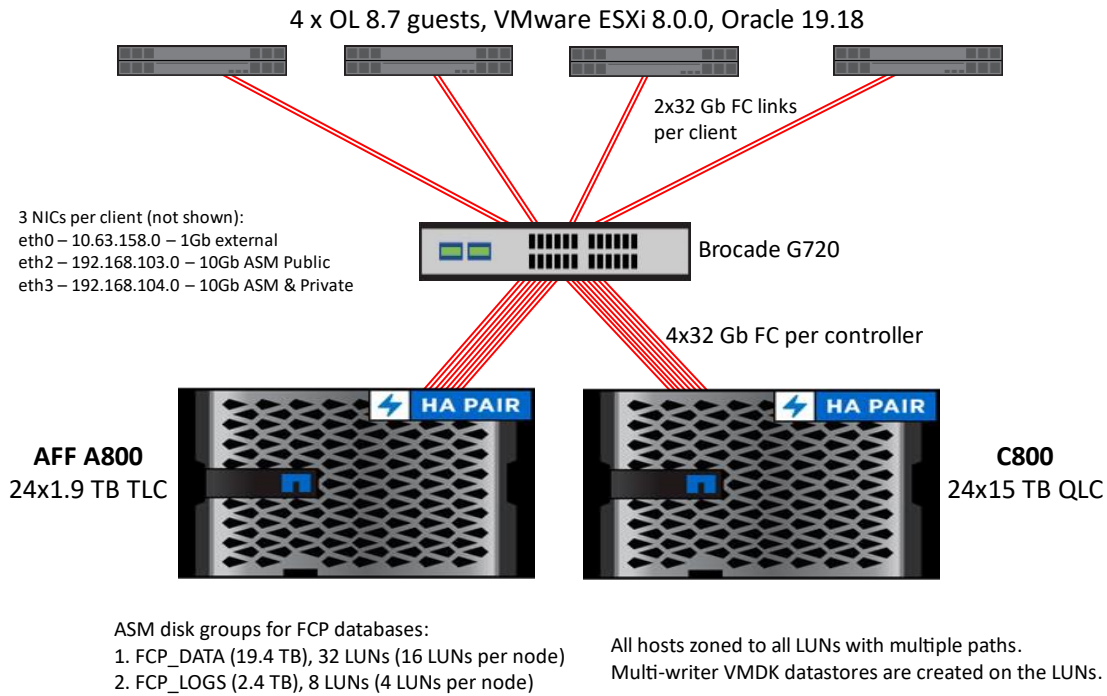 4 x OL 8.7 guests, VMware ESXi 8.0.0, Oracle 19.18
2x32 Gb FC links
per client
3 NICs per client (not shown):
eth0 – 10.63.158.0 – 1Gb external
eth2 – 192.168.103.0 – 10Gb ASM Public
eth3 – 192.168.104.0 – 10Gb ASM & Private
Brocade G720
4x32 Gb FC per controller
HA PAIR
HA PAIR
AFF A800
24x1.9 TB TLC
C800
24x15 TB QLC
ASM disk groups for FCP databases:
1. FCP_DATA (19.4 TB), 32 LUNs (16 LUNs per node)
2. FCP_LOGS (2.4 TB), 8 LUNs (4 LUNs per node)
All hosts zoned to all LUNs with multiple paths.
Multi-writer VMDK datastores are created on the LUNs.